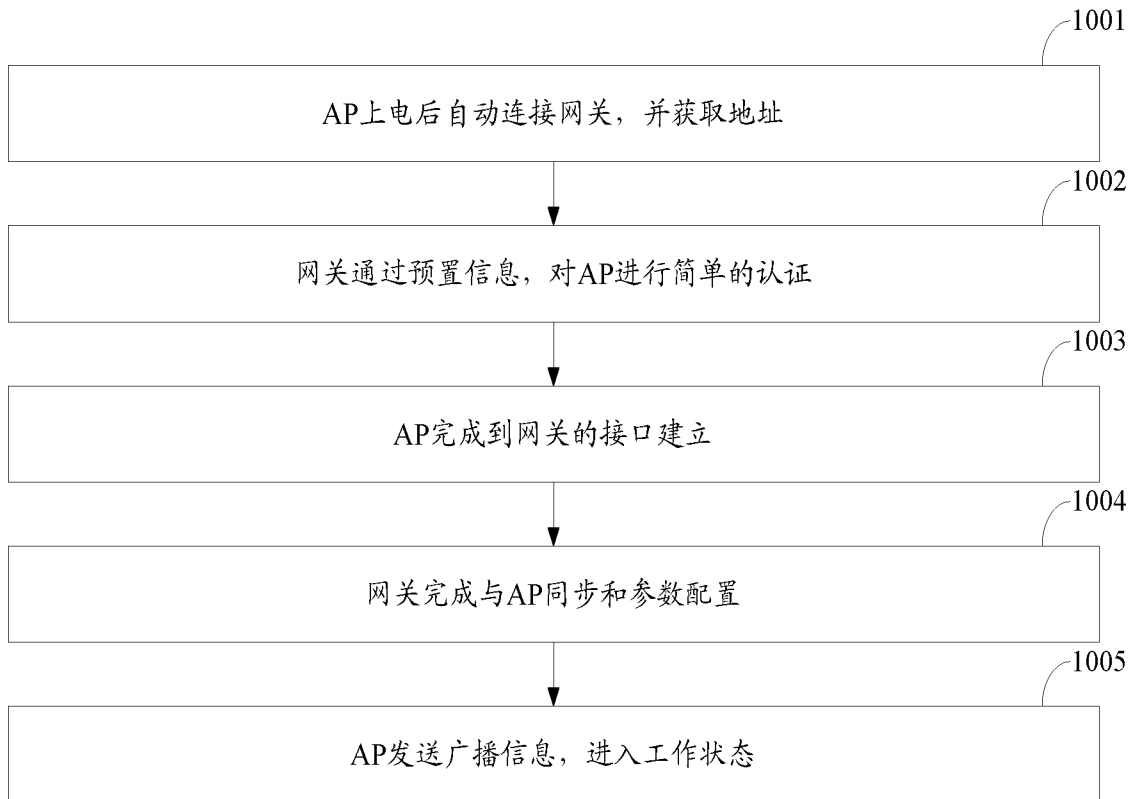 1001
AP上电后自动连接网关，并获取地址
1002
网关通过预置信息，对AP进行简单的认证
1003
AP完成到网关的接口建立
1004
网关完成与AP同步和参数配置
1005
AP发送广播信息，进入工作状态